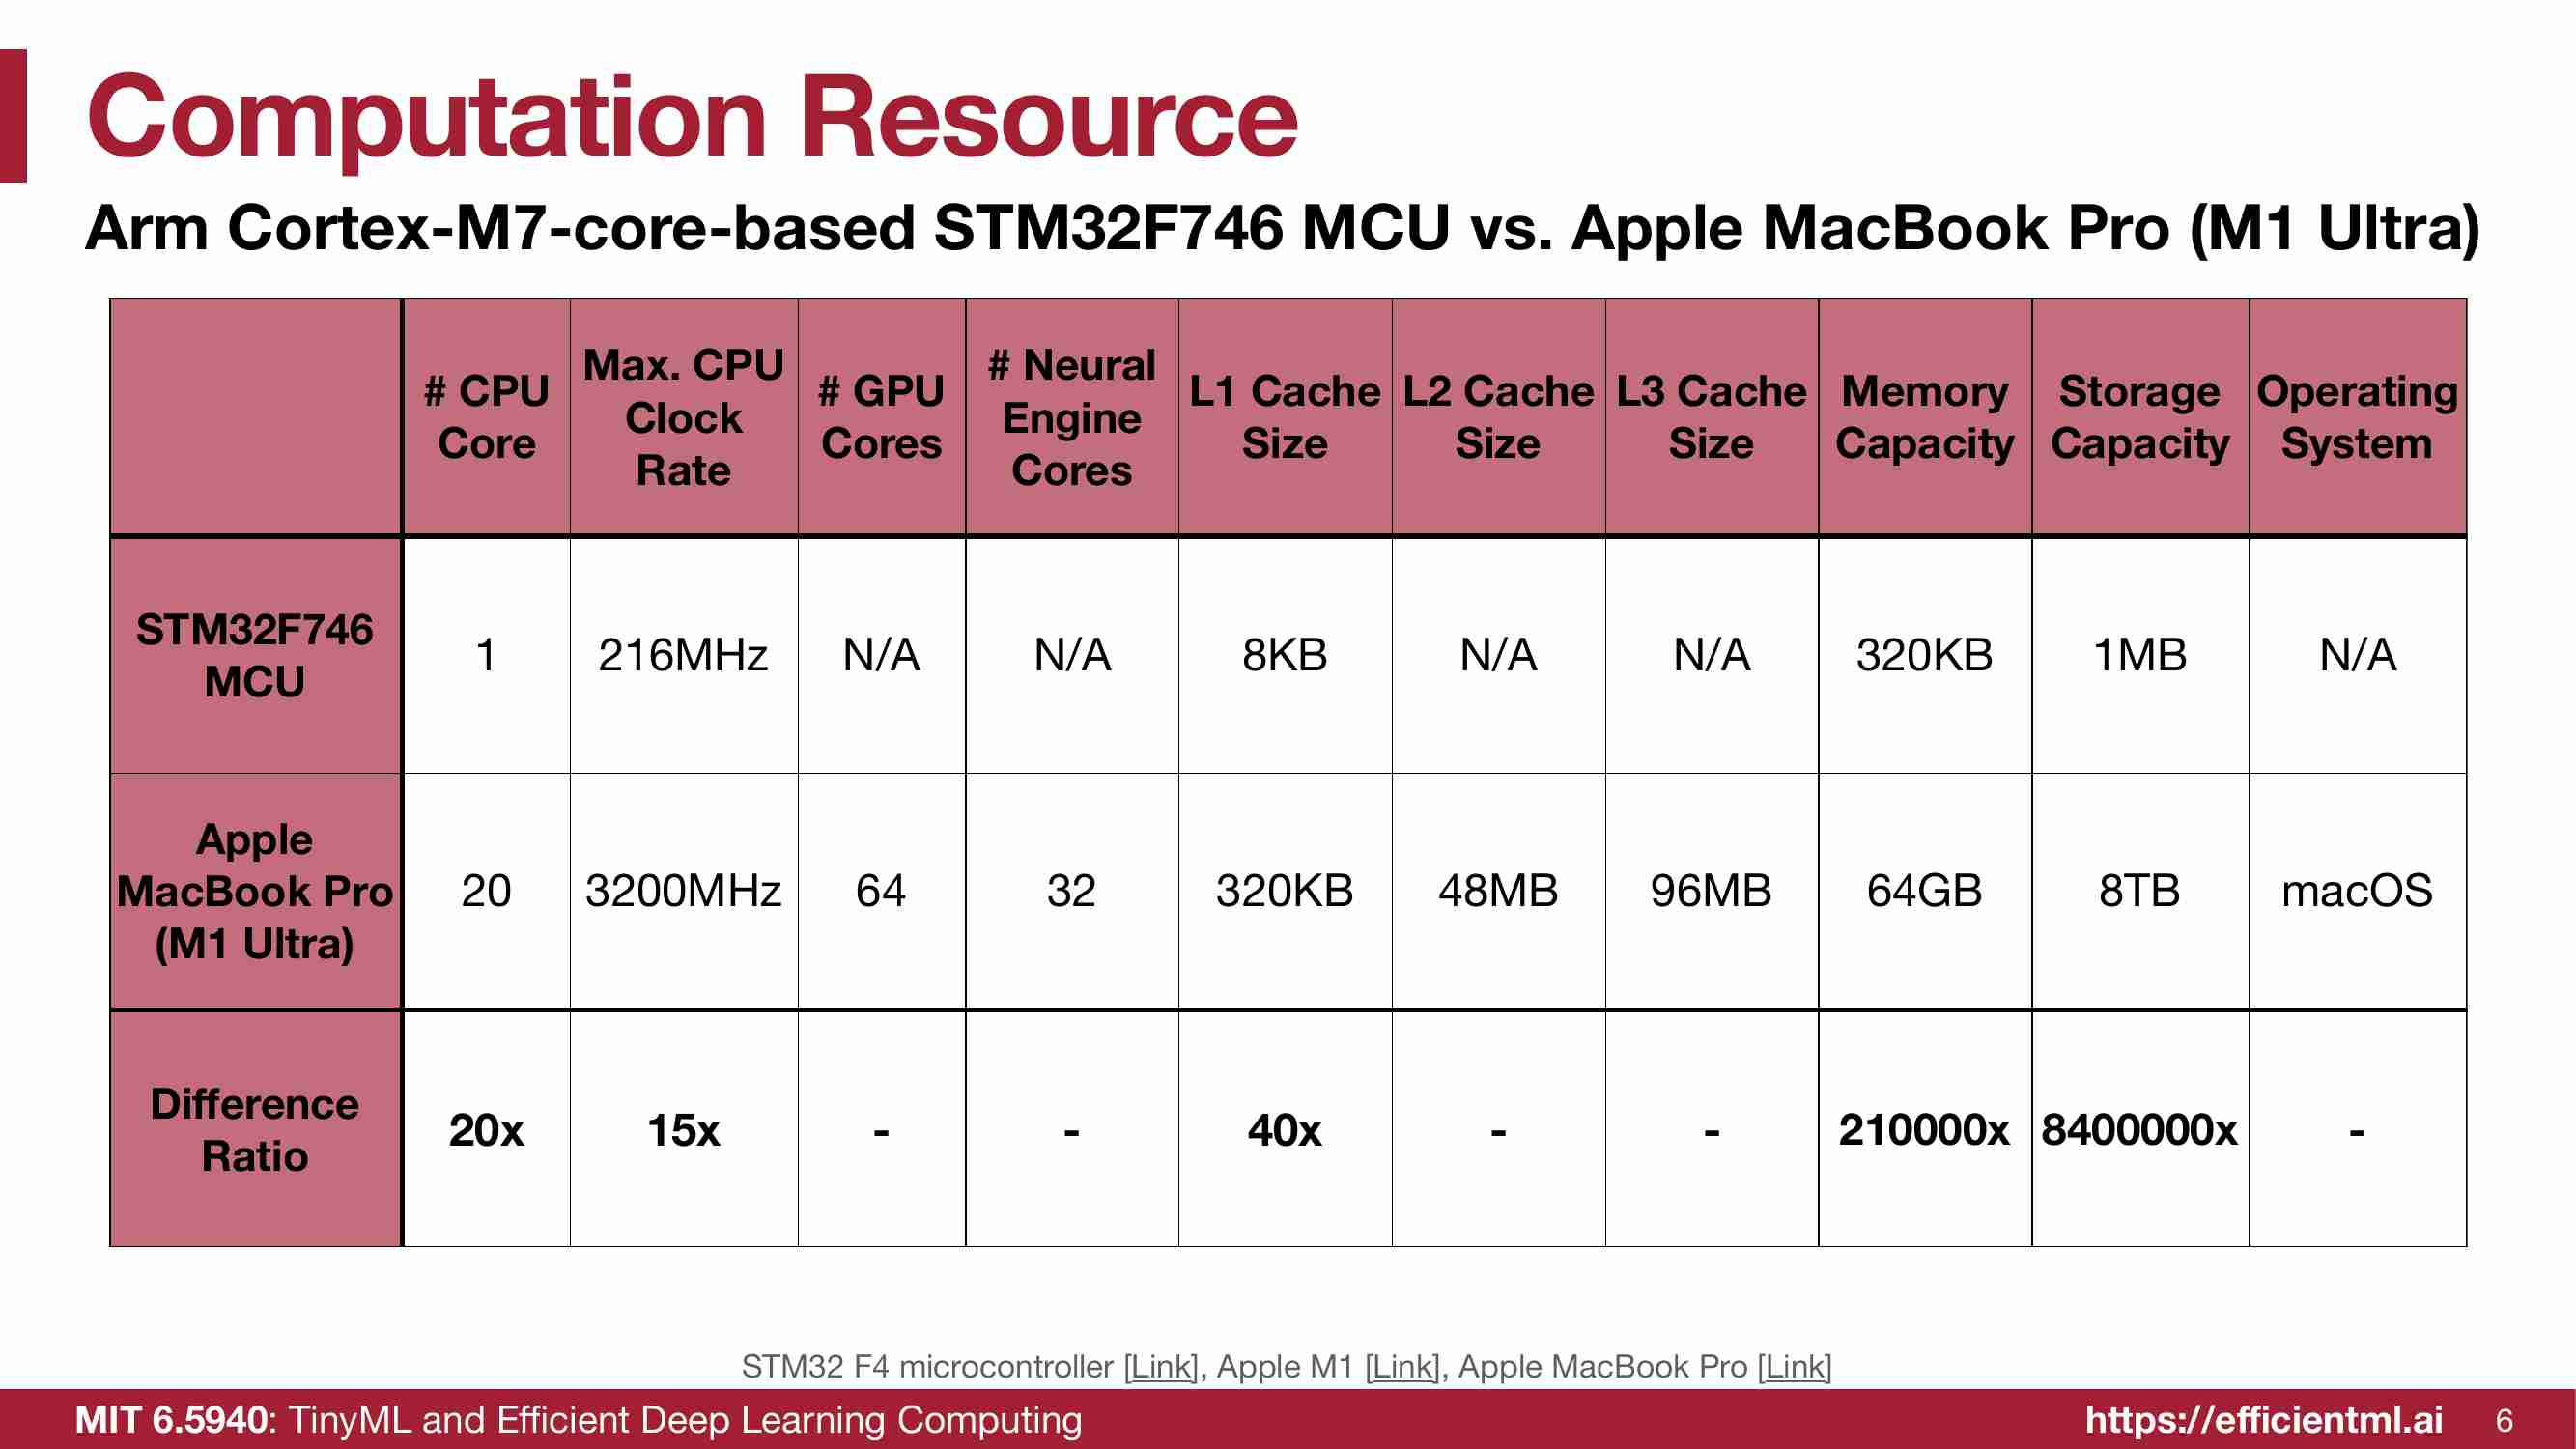 Computation Resource
Arm Cortex-M7-core-based STM32F746 MCU vs. Apple MacBook Pro (M1 Ultra)
# CPU Core Max. CPU Clock Rate # GPU Cores # Neural Engine Cores L1 Cache Size L2 Cache Size L3 Cache Size Memory Capacity Storage Capacity Operating System
STM32F746 MCU 1 216MHz N/A N/A 8KB N/A N/A 320KB 1MB N/A
Apple MacBook Pro (M1 Ultra) 20 3200MHz 64 32 320KB 48MB 96MB 64GB 8TB macOS
Difference Ratio 20x 15x - - 40x - - 210000x 8400000x -
STM32 F4 microcontroller [Link], Apple M1 [Link], Apple MacBook Pro [Link]
MIT 6.5940: TinyML and Efficient Deep Learning Computing https://efficientml.ai 6